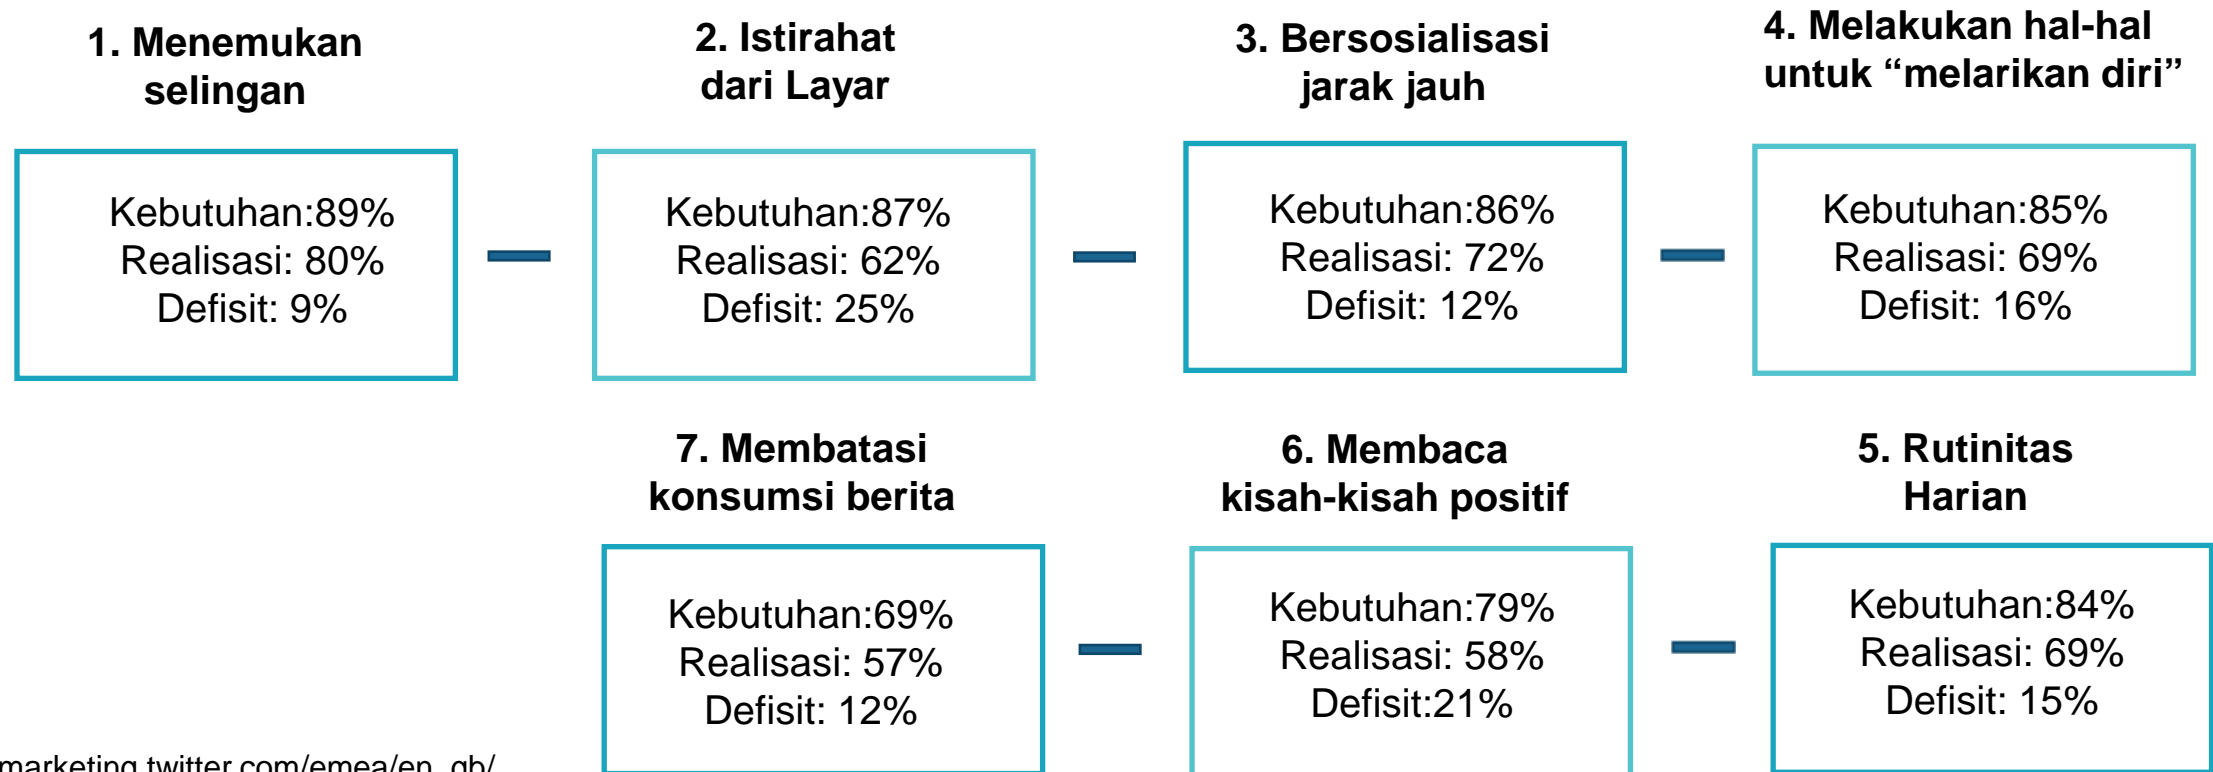 1. Menemukan
selingan
Kebutuhan:89%
Realisasi: 80%
Defisit: 9%
2. Istirahat
dari Layar
Kebutuhan:87%
Realisasi: 62%
Defisit: 25%
3. Bersosialisasi
jarak jauh
Kebutuhan:86%
Realisasi: 72%
Defisit: 12%
4. Melakukan hal-hal
untuk “melarikan diri”
Kebutuhan:85%
Realisasi: 69%
Defisit: 16%
5. Rutinitas
Harian
Kebutuhan:84%
Realisasi: 69%
Defisit: 15%
6. Membaca
kisah-kisah positif
Kebutuhan:79%
Realisasi: 58%
Defisit:21%
7. Membatasi
konsumsi berita
Kebutuhan:69%
Realisasi: 57%
Defisit: 12%
marketing.twitter.com/emea/en_gb/